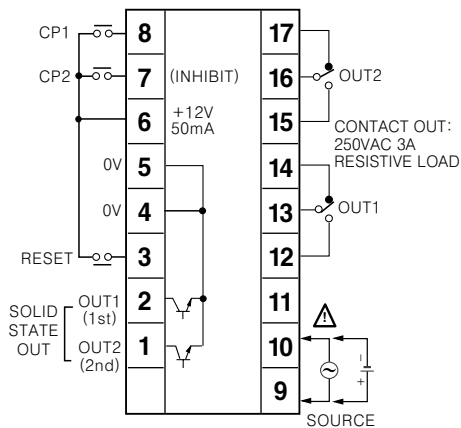 CP1
8
17
CP2
7
(INHIBIT)
16
OUT2
6
+12V
50mA
15
CONTACT OUT:
250VAC 3A
RESISTIVE LOAD
0V
5
14
0V
4
13
OUT1
RESET
3
12
SOLID
STATE
OUT
OUT1
(1st)
2
11
OUT2
(2nd)
1
10
9
SOURCE